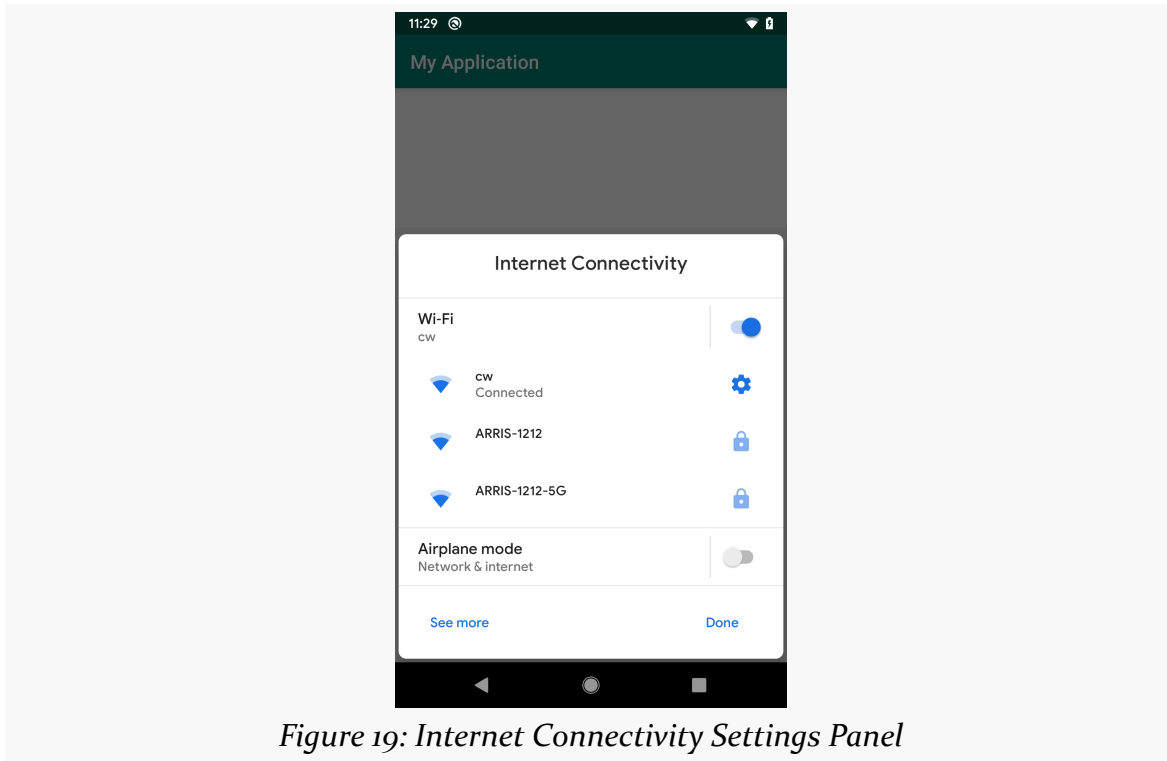 11:29
My Application
Internet Connectivity
Wi-Fi
cw
cw
Connected
ARRIS-1212
ARRIS-1212-5G
Airplane mode
Network & internet
See more
Done
Figure 19: Internet Connectivity Settings Panel